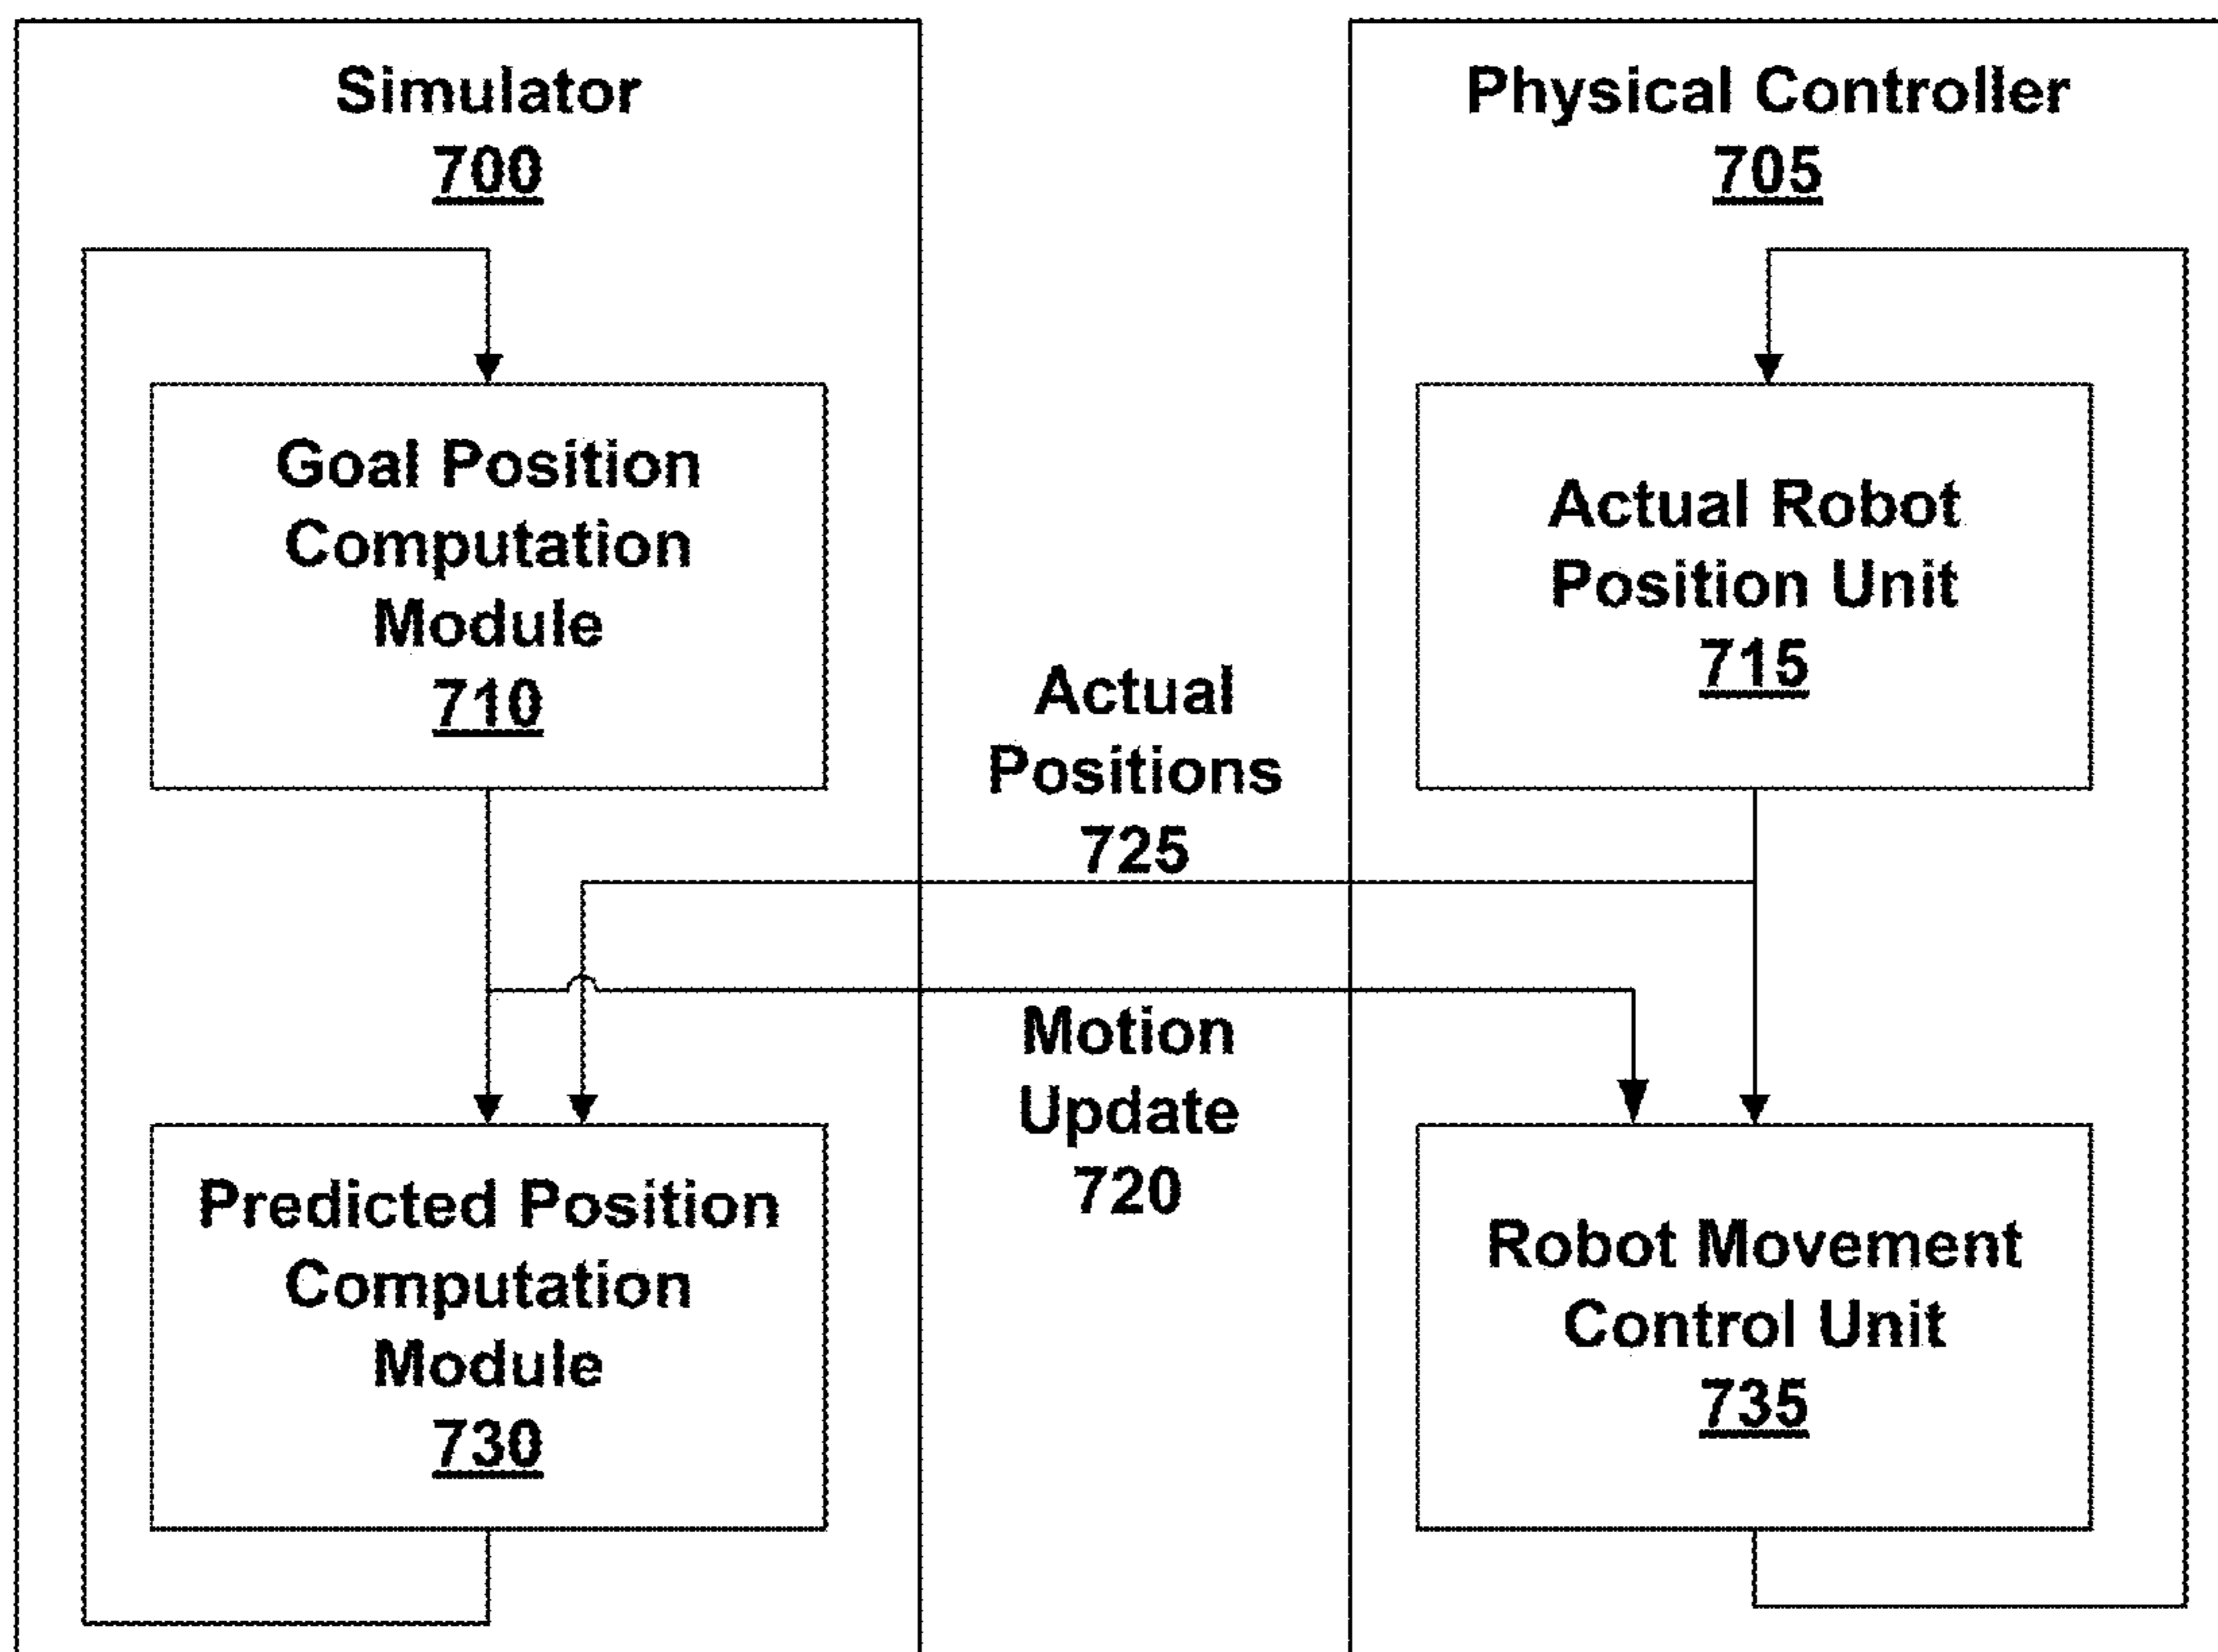 Simulator
700
Goal Position
Computation
Module
710
Predicted Position
Computation
Module
730
Actual
Positions
725
Motion
Update
720
Physical Controller
705
Actual Robot
Position Unit
715
Robot Movement
Control Unit
735